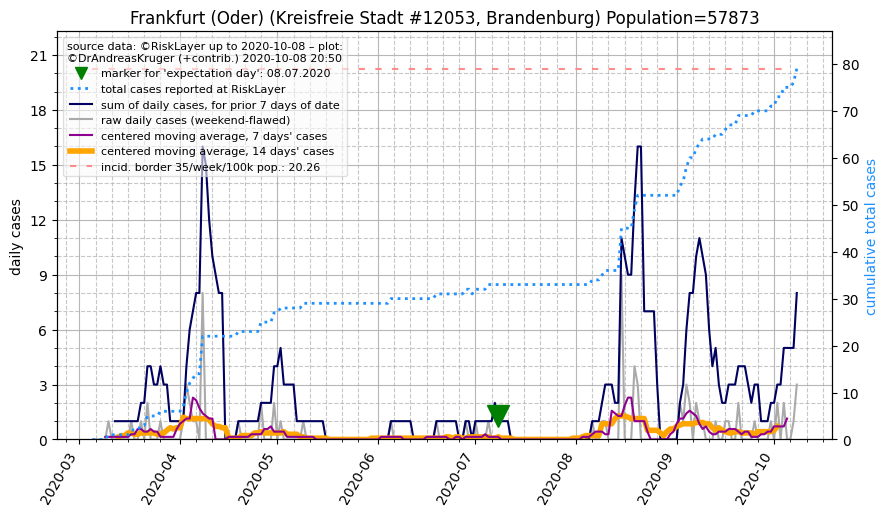 Frankfurt (Oder) (Kreisfreie Stadt #12053, Brandenburg) Population=57873
source data: ©RiskLayer up to 2020-10-08 – plot:
©DrAndreasKruger (+contrib.) 2020-10-08 20:50
marker for 'expectation day': 08.07.2020
total cases reported at RiskLayer
sum of daily cases, for prior 7 days of date
raw daily cases (weekend-flawed)
centered moving average, 7 days' cases
centered moving average, 14 days' cases
incid. border 35/week/100k pop.: 20.26
daily cases
21
18
15
12
9
6
3
0
80
70
60
50
40
30
20
10
0
cumulative total cases
2020-03
2020-04
2020-05
2020-06
2020-07
2020-08
2020-09
2020-10